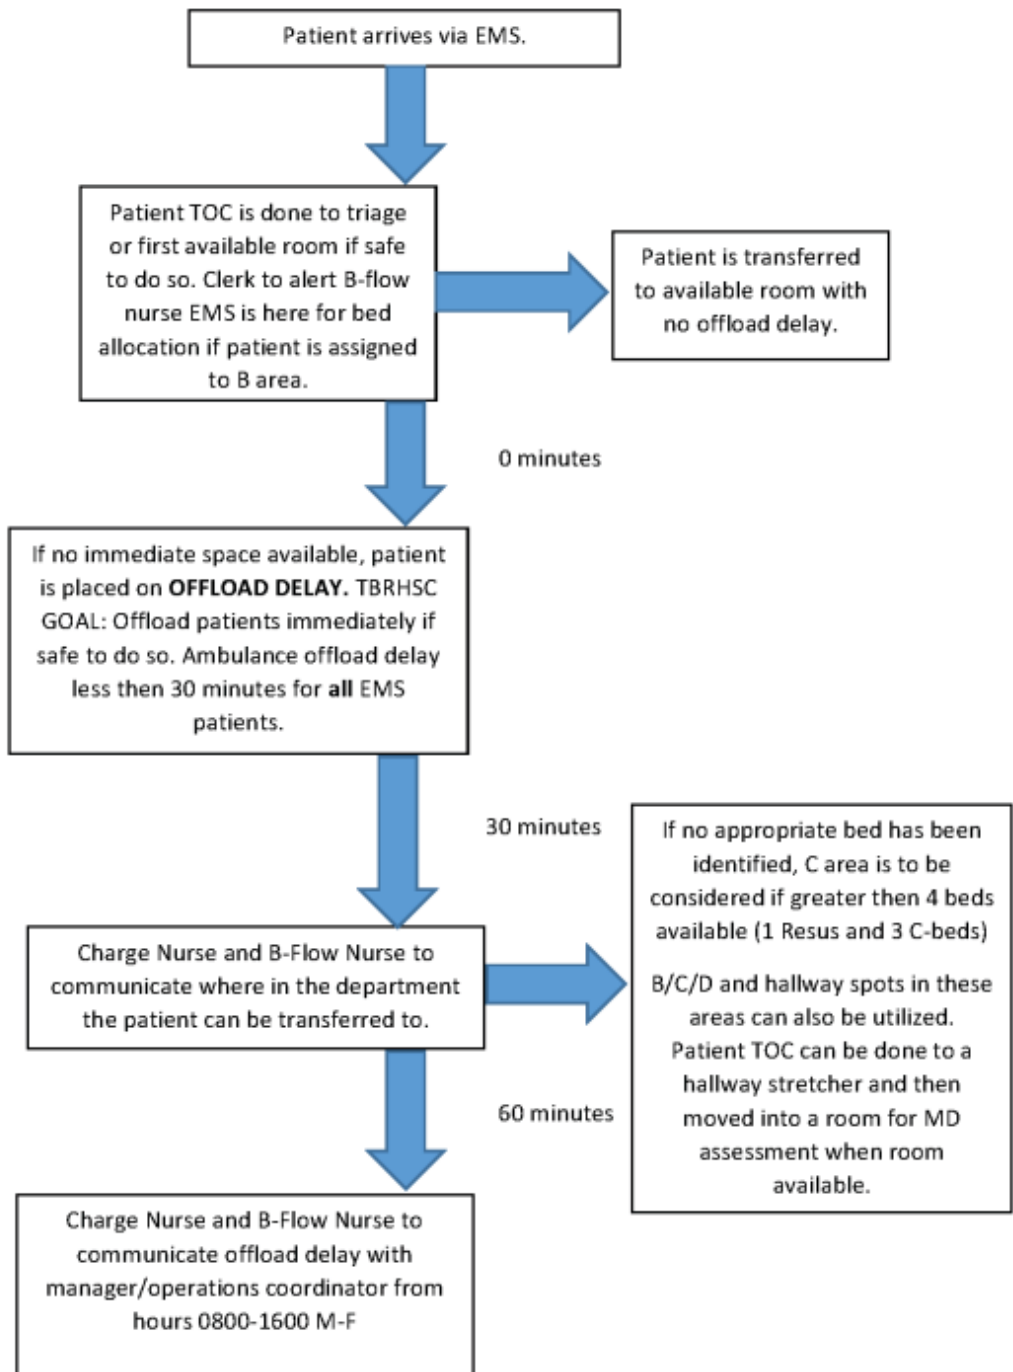 Patient arrives via EMS.
Patient TOC is done to triage
or first available room if safe
to do so. Clerk to alert B-flow
nurse EMS is here for bed
allocation if patient is assigned
to B area.
Patient is transferred
to available room with
no offload delay.
0 minutes
If no immediate space available, patient
is placed on OFFLOAD DELAY. TBRHSC
GOAL: Offload patients immediately if
safe to do so. Ambulance offload delay
less then 30 minutes for all EMS
patients.
30 minutes
If no appropriate bed has been
identified, C area is to be
considered if greater then 4 beds
available (1 Resus and 3 C-beds)
B/C/D and hallway spots in these
areas can also be utilized.
Patient TOC can be done to a
hallway stretcher and then
moved into a room for MD
assessment when room
available.
Charge Nurse and B-Flow Nurse to
communicate where in the department
the patient can be transferred to.
60 minutes
Charge Nurse and B-Flow Nurse to
communicate offload delay with
manager/operations coordinator from
hours 0800-1600 M-F